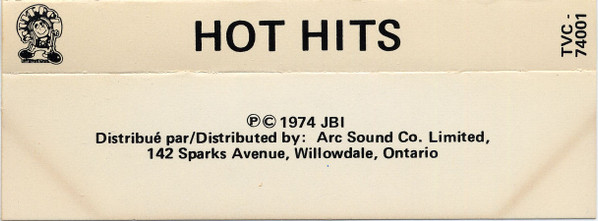 HOT HITS
TVC -
74001
℗© 1974 JBI
Distribué par/Distributed by: Arc Sound Co. Limited,
142 Sparks Avenue, Willowdale, Ontario